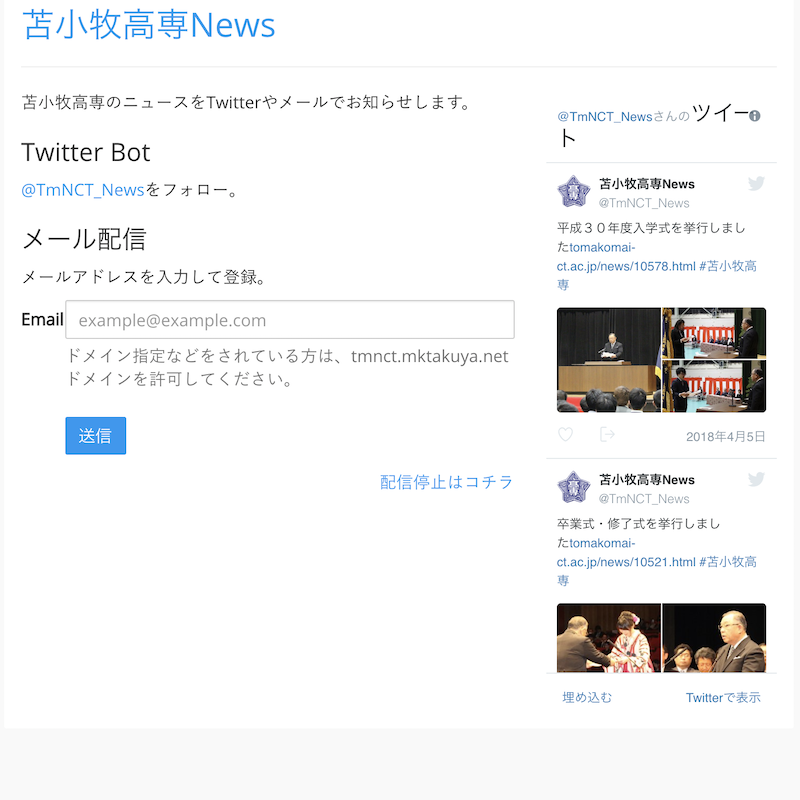 苫小牧高専News
苫小牧高専のニュースをTwitterやメールでお知らせします。
Twitter Bot
@TmNCT_Newsをフォロー。
メール配信
メールアドレスを入力して登録。
Email
example@example.com
ドメイン指定などをされている方は、tmnct.mktakuya.net
ドメインを許可してください。
送信
配信停止はコチラ
@TmNCT_Newsさんのツイー
ト
苫小牧高専News
@TmNCT_News
平成３０年度入学式を挙行しまし
たtomakomai-
ct.ac.jp/news/10578.html #苫小牧高
専
2018年4月5日
苫小牧高専News
@TmNCT_News
卒業式・修了式を挙行しまし
たtomakomai-
ct.ac.jp/news/10521.html #苫小牧高
専
埋め込む
Twitterで表示